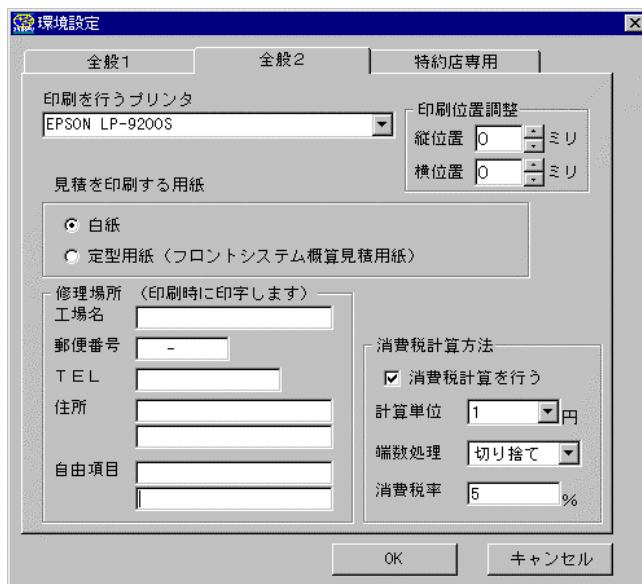 環境設定
全般1 全般2 特約店専用
印刷を行うプリンタ
EPSON LP-9200S
印刷位置調整
縦位置 0 ミリ
横位置 0 ミリ
見積を印刷する用紙
白紙
定型用紙（フロントシステム概算見積用紙）
修理場所 （印刷時に印字します）
工場名
郵便番号 -
ＴＥＬ
住所
自由項目
消費税計算方法
消費税計算を行う
計算単位 1 円
端数処理 切り捨て
消費税率 5 %
OK キャンセル